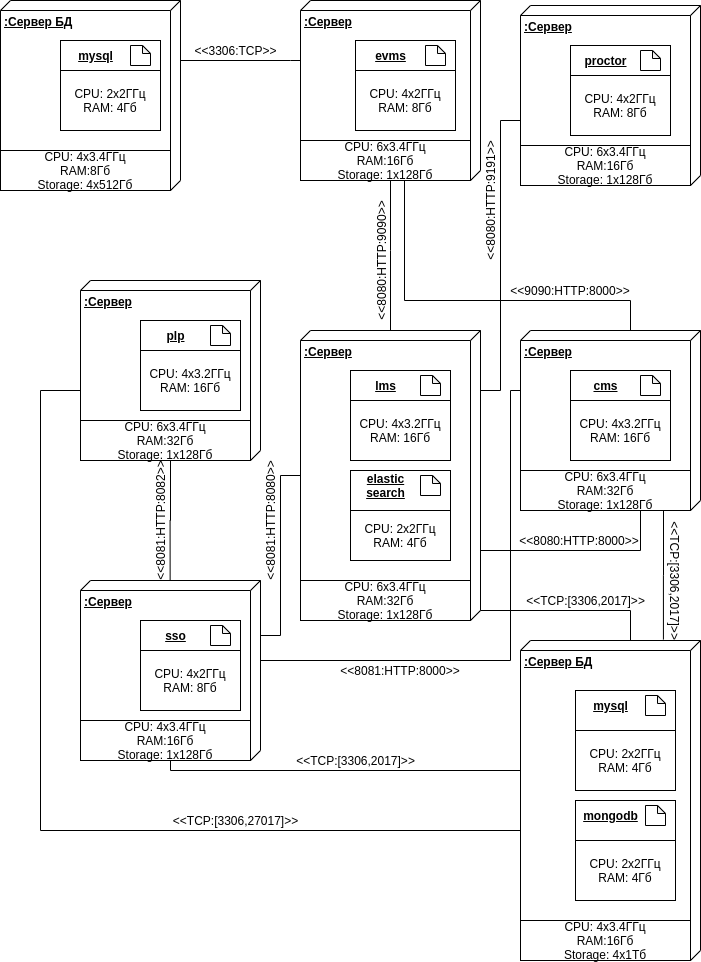 :Сервер БД
mysql
CPU: 2x2ГГц
RAM: 4Гб
CPU: 4x3.4ГГц
RAM:8Гб
Storage: 4x512Гб
<<3306:TCP>>
:Сервер
evms
CPU: 4x2ГГц
RAM: 8Гб
CPU: 6x3.4ГГц
RAM:16Гб
Storage: 1x128Гб
:Сервер
proctor
CPU: 4x2ГГц
RAM: 8Гб
CPU: 6x3.4ГГц
RAM:16Гб
Storage: 1x128Гб
<<8080:HTTP:9191>>
<<8080:HTTP:9090>>
<<9090:HTTP:8000>>
:Сервер
plp
CPU: 4x3.2ГГц
RAM: 16Гб
CPU: 6x3.4ГГц
RAM:32Гб
Storage: 1x128Гб
:Сервер
lms
CPU: 4x3.2ГГц
RAM: 16Гб
elastic
search
CPU: 2x2ГГц
RAM: 4Гб
CPU: 6x3.4ГГц
RAM:32Гб
Storage: 1x128Гб
:Сервер
cms
CPU: 4x3.2ГГц
RAM: 16Гб
CPU: 6x3.4ГГц
RAM:32Гб
Storage: 1x128Гб
<<8081:HTTP:8082>>
<<8081:HTTP:8080>>
<<8080:HTTP:8000>>
<<TCP:[3306,2017]>>
<<TCP:[3306,2017]>>
:Сервер
sso
CPU: 4x2ГГц
RAM: 8Гб
CPU: 4x3.4ГГц
RAM:16Гб
Storage: 1x128Гб
<<8081:HTTP:8000>>
<<TCP:[3306,2017]>>
<<TCP:[3306,27017]>>
:Сервер БД
mysql
CPU: 2x2ГГц
RAM: 4Гб
mongodb
CPU: 2x2ГГц
RAM: 4Гб
CPU: 4x3.4ГГц
RAM:16Гб
Storage: 4x1Тб